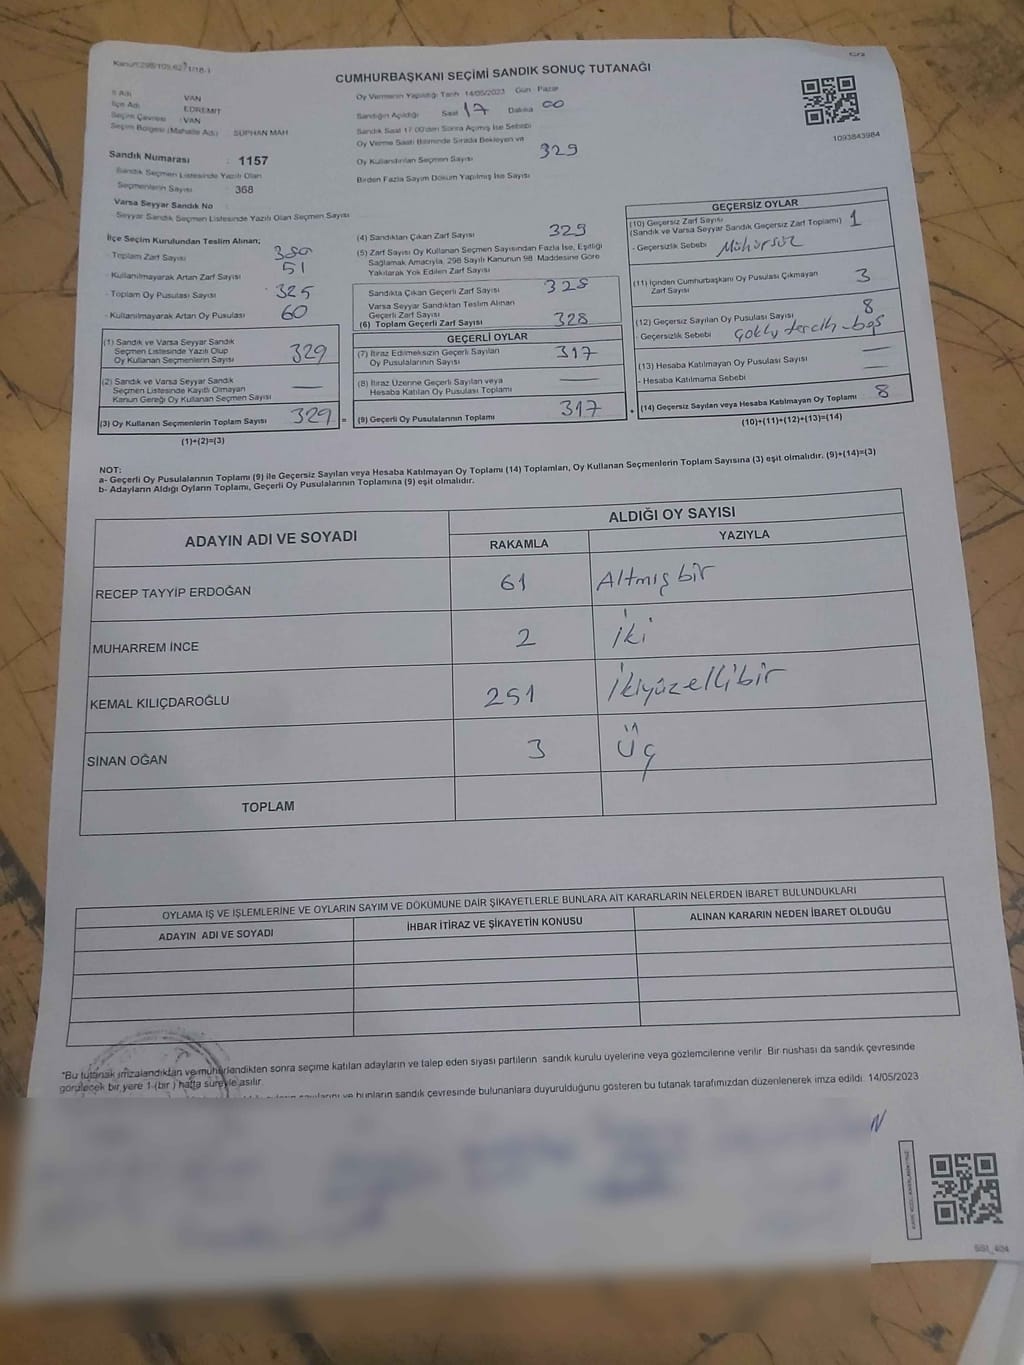 CUMHURBAŞKANI SEÇİMİ SANDIK SONUÇ TUTANAĞI
1093843984
İl Adı VAN
İlçe Adı EDREMİT
Seçim Çevresi : VAN
Seçim Bölgesi (Mahalle Adı) SÜPHAN MAH
Sandık Numarası : 1157
Sandık Seçmen Listesinde Yazılı Olan
Seçmenlerin Sayısı : 368
Varsa Seyyar Sandık No
Seyyar Sandık Seçmen Listesinde Yazılı Olan Seçmen Sayısı
Oy Vermenin Yapıldığı Tarih 14/05/2023 Gün Pazar
Sandığın Açıldığı Saat 17 Dakika 00
Sandık Saat 17:00'den Sonra Açılmış İse Sebebi
Oy Verme Saati Bitiminde Sırada Bekleyen ve
Oy Kullandırılan Seçmen Sayısı 329
Birden Fazla Sayım Döküm Yapılmış İse Sayısı
İlçe Seçim Kurulundan Teslim Alınan;
- Toplam Zarf Sayısı 380
- Kullanılmayarak Artan Zarf Sayısı 51
- Toplam Oy Pusulası Sayısı 325
- Kullanılmayarak Artan Oy Pusulası 60
(1) Sandık ve Varsa Seyyar Sandık
Seçmen Listesinde Yazılı Olup
Oy Kullanan Seçmenlerin Sayısı 329
(2) Sandık ve Varsa Seyyar Sandık
Seçmen Listesinde Kayıtlı Olmayan
Kanun Gereği Oy Kullanan Seçmen Sayısı —
(3) Oy Kullanan Seçmenlerin Toplam Sayısı 329 =
(1)+(2)=(3)
(4) Sandıktan Çıkan Zarf Sayısı 329
(5) Zarf Sayısı Oy Kullanan Seçmen Sayısından Fazla İse, Eşitliği
Sağlamak Amacıyla, 298 Sayılı Kanunun 98. Maddesine Göre
Yakılarak Yok Edilen Zarf Sayısı
Sandıkta Çıkan Geçerli Zarf Sayısı 328
Varsa Seyyar Sandıktan Teslim Alınan
Geçerli Zarf Sayısı
(6) Toplam Geçerli Zarf Sayısı 328
GEÇERLİ OYLAR
(7) İtiraz Edilmeksizin Geçerli Sayılan
Oy Pusulalarının Sayısı 317
(8) İtiraz Üzerine Geçerli Sayılan veya
Hesaba Katılan Oy Pusulası Toplamı —
(9) Geçerli Oy Pusulalarının Toplamı 317 +
GEÇERSİZ OYLAR
(10) Geçersiz Zarf Sayısı
(Sandık ve Varsa Seyyar Sandık Geçersiz Zarf Toplamı) 1
- Geçersizlik Sebebi Mühürsüz
(11) İçinden Cumhurbaşkanı Oy Pusulası Çıkmayan
Zarf Sayısı 3
(12) Geçersiz Sayılan Oy Pusulası Sayısı 8
- Geçersizlik Sebebi Çoklu tercih - boş
(13) Hesaba Katılmayan Oy Pusulası Sayısı —
- Hesaba Katılmama Sebebi —
(14) Geçersiz Sayılan veya Hesaba Katılmayan Oy Toplamı 8
(10)+(11)+(12)+(13)=(14)
NOT:
a- Geçerli Oy Pusulalarının Toplamı (9) ile Geçersiz Sayılan veya Hesaba Katılmayan Oy Toplamı (14) Toplamları, Oy Kullanan Seçmenlerin Toplam Sayısına (3) eşit olmalıdır. (9)+(14)=(3)
b- Adayların Aldığı Oyların Toplamı, Geçerli Oy Pusulalarının Toplamına (9) eşit olmalıdır.
ADAYIN ADI VE SOYADI ALDIĞI OY SAYISI
RAKAMLA YAZIYLA
RECEP TAYYİP ERDOĞAN 61 Altmış bir
MUHARREM İNCE 2 İki
KEMAL KILIÇDAROĞLU 251 İkiyüzellibir
SİNAN OĞAN 3 Üç
TOPLAM
OYLAMA İŞ VE İŞLEMLERİNE VE OYLARIN SAYIM VE DÖKÜMÜNE DAİR ŞİKAYETLERLE BUNLARA AİT KARARLARIN NELERDEN İBARET BULUNDUKLARI
ADAYIN ADI VE SOYADI İHBAR İTİRAZ VE ŞİKAYETİN KONUSU ALINAN KARARIN NEDEN İBARET OLDUĞU
*Bu tutanak imzalandıktan ve mühürlendikten sonra seçime katılan adayların ve talep eden siyasi partilerin sandık kurulu üyelerine veya gözlemcilerine verilir. Bir nüshası da sandık çevresinde
görülecek bir yere 1 (bir) hafta süreyle asılır.
ve bunların sandık çevresinde bulunanlara duyurulduğunu gösteren bu tutanak tarafımızdan düzenlenerek imza edildi. 14/05/2023